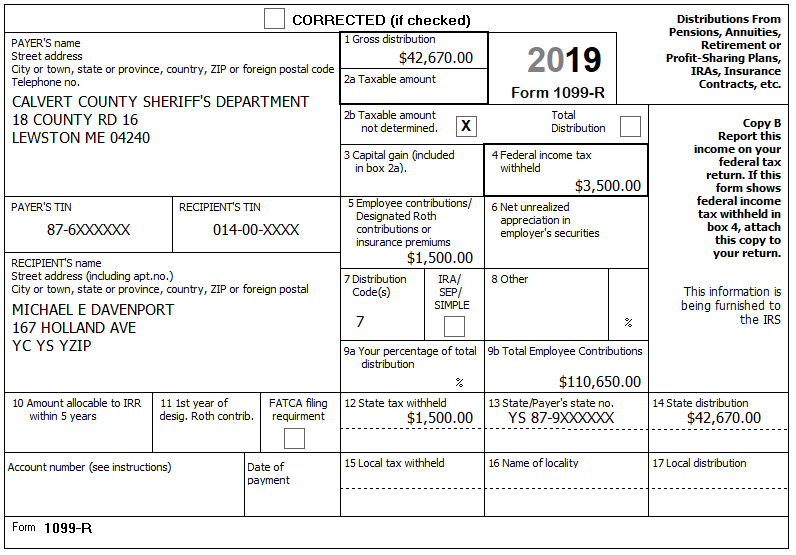 CORRECTED (if checked)
PAYER'S name
Street address
City or town, state or province, country, ZIP or foreign postal code
Telephone no.
CALVERT COUNTY SHERIFF'S DEPARTMENT
18 COUNTY RD 16
LEWSTON ME 04240
1 Gross distribution
$42,670.00
2a Taxable amount
2019
Form 1099-R
Distributions From
Pensions, Annuities,
Retirement or
Profit-Sharing Plans,
IRAs, Insurance
Contracts, etc.
2b Taxable amount
not determined.
X
Total
Distribution
Copy B
Report this
income on your
federal tax
return. If this
form shows
federal income
tax withheld in
box 4, attach
this copy to
your return.
This information is
being furnished to
the IRS
3 Capital gain (included
in box 2a).
4 Federal income tax
withheld
$3,500.00
PAYER'S TIN
87-6XXXXXX
RECIPIENT'S TIN
014-00-XXXX
5 Employee contributions/
Designated Roth
contributions or
insurance premiums
$1,500.00
6 Net unrealized
appreciation in
employer's securities
RECIPIENT'S name
Street address (including apt.no.)
City or town, state or province, country, ZIP or foreign postal
MICHAEL E DAVENPORT
167 HOLLAND AVE
YC YS YZIP
7 Distribution
Code(s)
7
IRA/
SEP/
SIMPLE
8 Other
%
9a Your percentage of total
distribution
%
9b Total Employee Contributions
$110,650.00
10 Amount allocable to IRR
within 5 years
11 1st year of
desig. Roth contrib.
FATCA filing
requirment
12 State tax withheld
$1,500.00
13 State/Payer's state no.
YS 87-9XXXXXX
14 State distribution
$42,670.00
Account number (see instructions)
Date of
payment
15 Local tax withheld
16 Name of locality
17 Local distribution
Form 1099-R